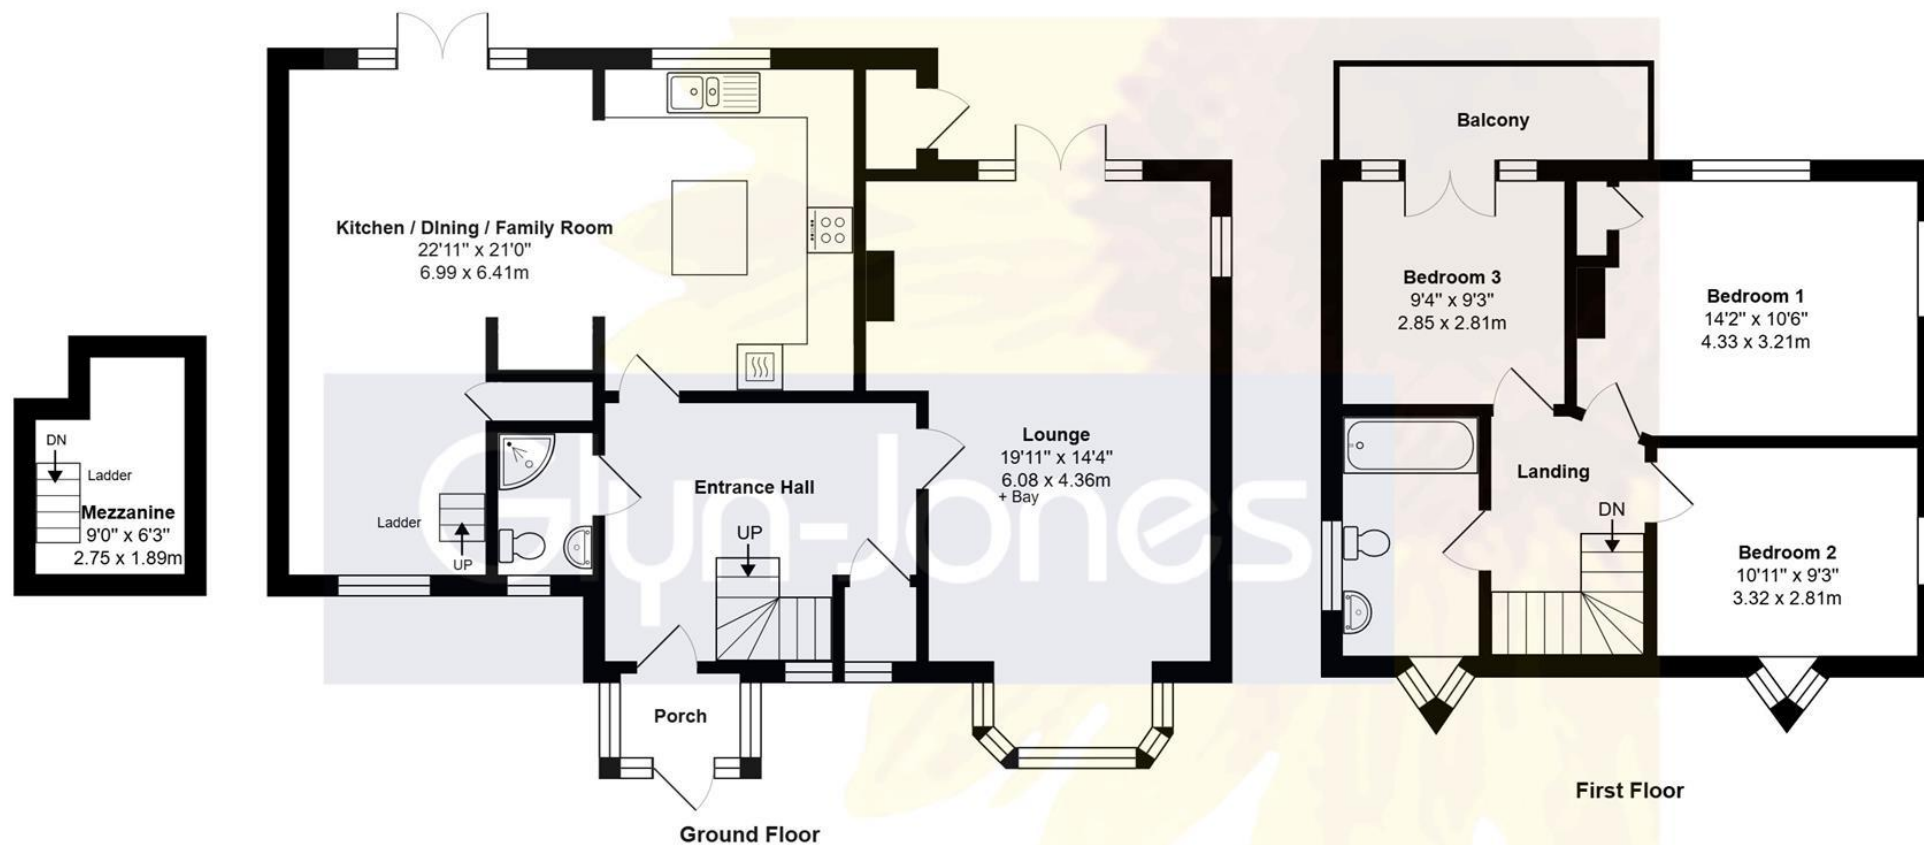 Kitchen / DIning / Family Room
22'11" x 21'0"
6.99 x 6.41m
Ladder
UP
Entrance Hall
UP
Lounge
19'11" x 14'4"
6.08 x 4.36m
+ Bay
Porch
Ground Floor
DN
Ladder
Mezzanine
9'0" x 6'3"
2.75 x 1.89m
Balcony
Bedroom 3
9'4" x 9'3"
2.85 x 2.81m
Bedroom 1
14'2" x 10'6"
4.33 x 3.21m
Landing
DN
Bedroom 2
10'11" x 9'3"
3.32 x 2.81m
First Floor
Glyn-Jones